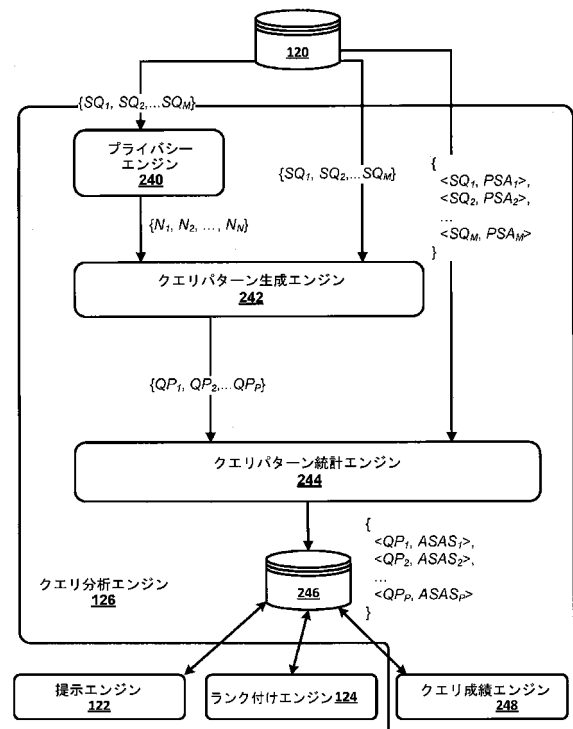 120
{SQ1, SQ2,...SQM}
プライバシー
エンジン
240
{SQ1, SQ2,...SQM}
{
<SQ1, PSA1>,
<SQ2, PSA2>,
...
<SQM, PSAM>
}
{N1, N2, ..., NN}
クエリパターン生成エンジン
242
{QP1, QP2,...QPP}
クエリパターン統計エンジン
244
{
<QP1, ASAS1>,
<QP2, ASAS2>,
...
<QPP, ASASP>
}
246
クエリ分析エンジン
126
提示エンジン
122
ランク付けエンジン 124
クエリ成績エンジン
248